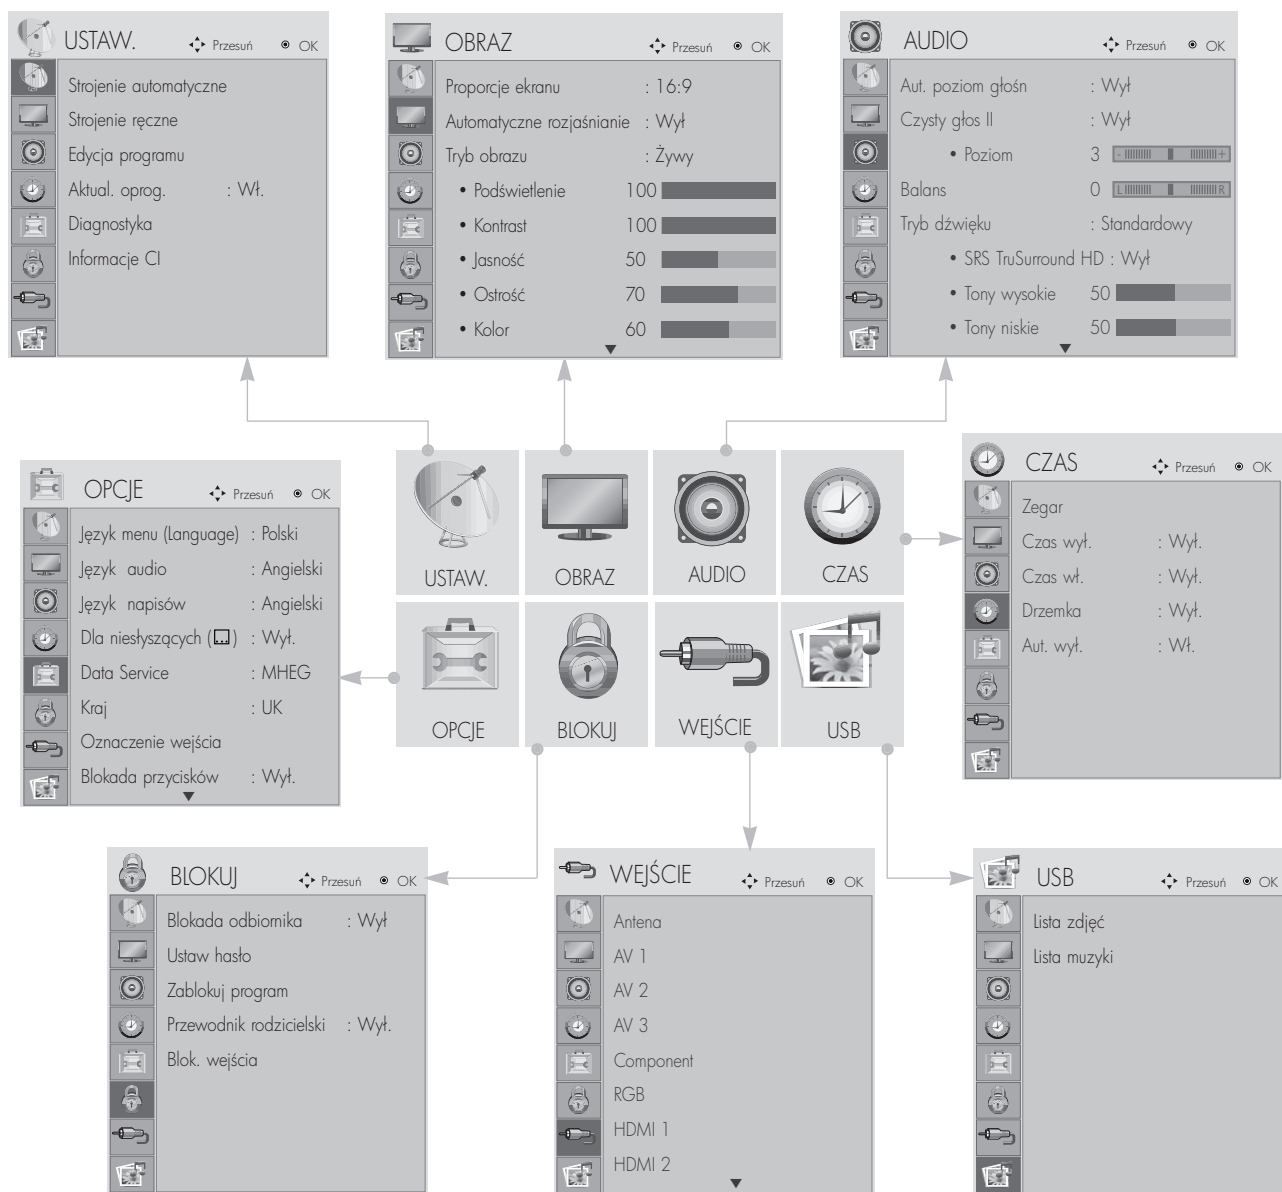 USTAW. Przesuń OK
Strojenie automatyczne
Strojenie ręczne
Edycja programu
Aktual. oprog. : Wł.
Diagnostyka
Informacje CI
OBRAZ Przesuń OK
Proporcje ekranu : 16:9
Automatyczne rozjaśnianie : Wył
Tryb obrazu : Żywy
• Podświetlenie 100
• Kontrast 100
• Jasność 50
• Ostrość 70
• Kolor 60
AUDIO Przesuń OK
Aut. poziom głośn : Wył
Czysty głos II : Wył
• Poziom 3 - +
Balans 0 L R
Tryb dźwięku : Standardowy
• SRS TruSurround HD : Wył
• Tony wysokie 50
• Tony niskie 50
OPCJE Przesuń OK
Język menu (Language) : Polski
Język audio : Angielski
Język napisów : Angielski
Dla niesłyszących ( ) : Wył.
Data Service : MHEG
Kraj : UK
Oznaczenie wejścia
Blokada przycisków : Wył.
USTAW. OBRAZ AUDIO CZAS
OPCJE BLOKUJ WEJŚCIE USB
CZAS Przesuń OK
Zegar
Czas wył. : Wył.
Czas wł. : Wył.
Drzemka : Wył.
Aut. wył. : Wł.
BLOKUJ Przesuń OK
Blokada odbiornika : Wył
Ustaw hasło
Zablokuj program
Przewodnik rodzicielski : Wył.
Blok. wejścia
WEJŚCIE Przesuń OK
Antena
AV 1
AV 2
AV 3
Component
RGB
HDMI 1
HDMI 2
USB Przesuń OK
Lista zdjęć
Lista muzyki